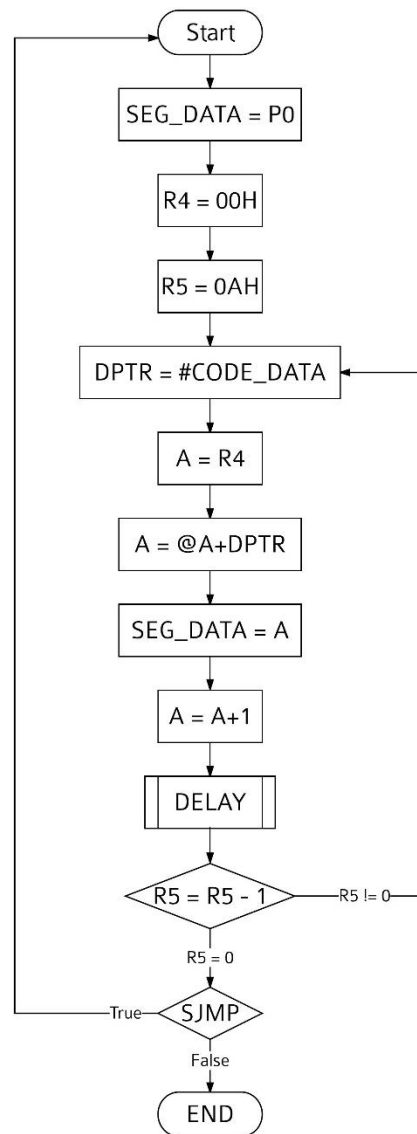 Start
SEG_DATA = P0
R4 = 00H
R5 = 0AH
DPTR = #CODE_DATA
A = R4
A = @A+DPTR
SEG_DATA = A
A = A+1
DELAY
R5 = R5 - 1
R5 != 0
R5 = 0
True
SJMP
False
END